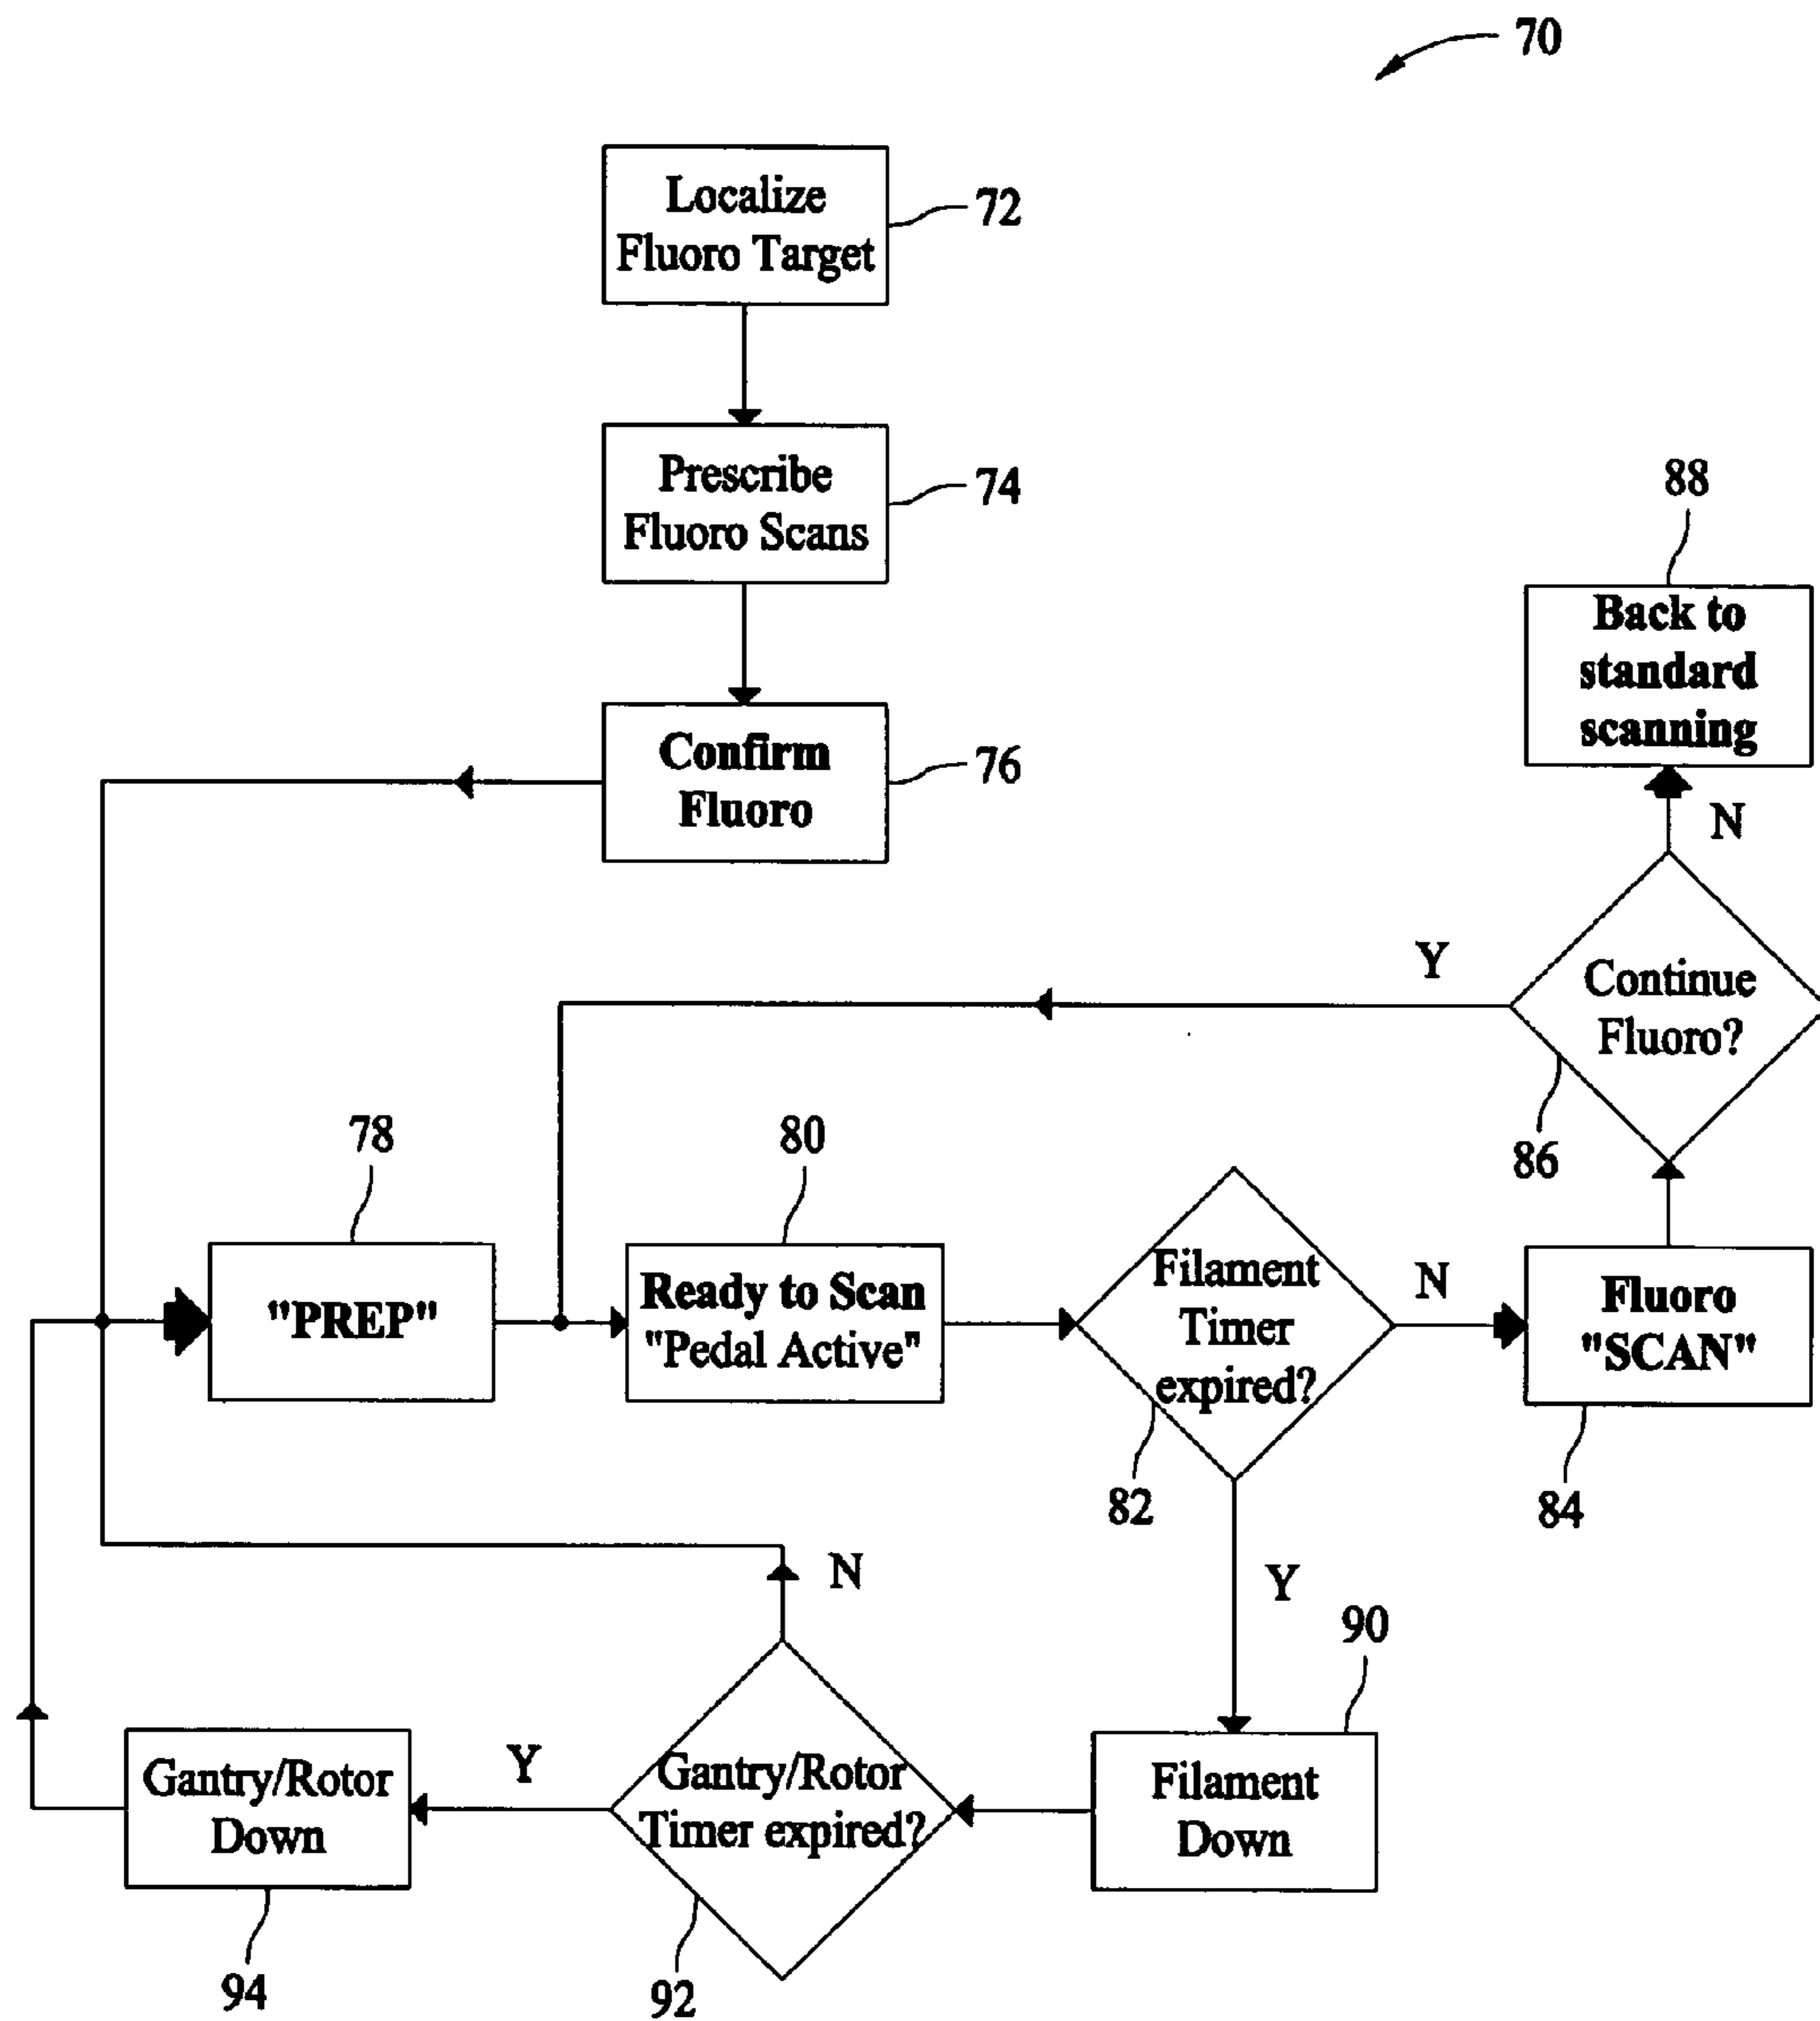 70
Localize
Fluoro Target
72
Prescribe
Fluoro Scans
74
88
Back to
standard
scanning
Confirm
Fluoro
76
N
Y
Continue
Fluoro?
86
78
80
"PREP"
Ready to Scan
"Pedal Active"
Filament
Timer
expired?
N
Fluoro
"SCAN"
82
84
N
Y
90
Gantry/Rotor
Down
Y
Gantry/Rotor
Timer expired?
Filament
Down
94
92